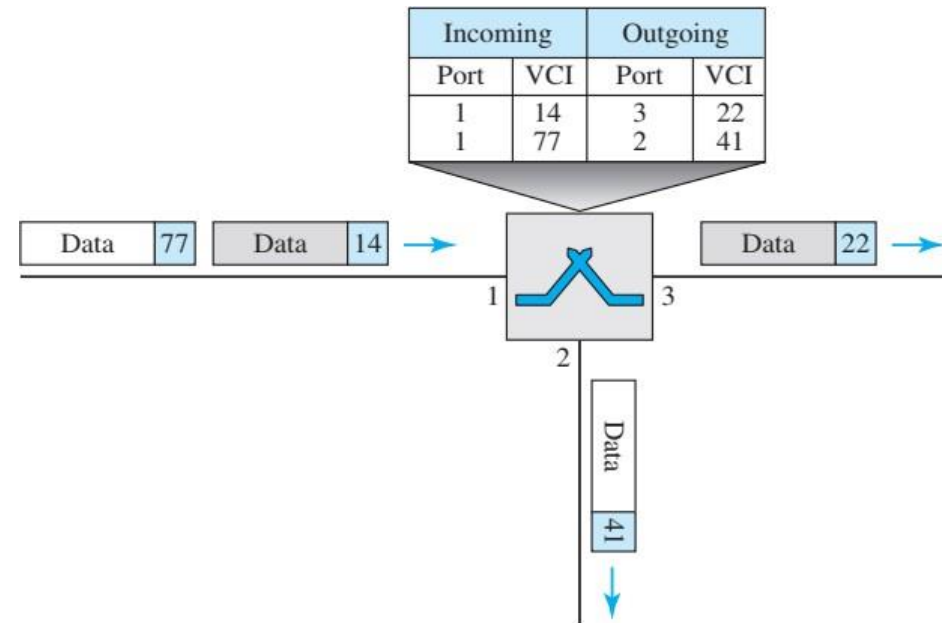 Incoming Outgoing
Port VCI Port VCI
1 14 3 22
1 77 2 41
Data 77 Data 14 Data 22
1 3
2
Data 41